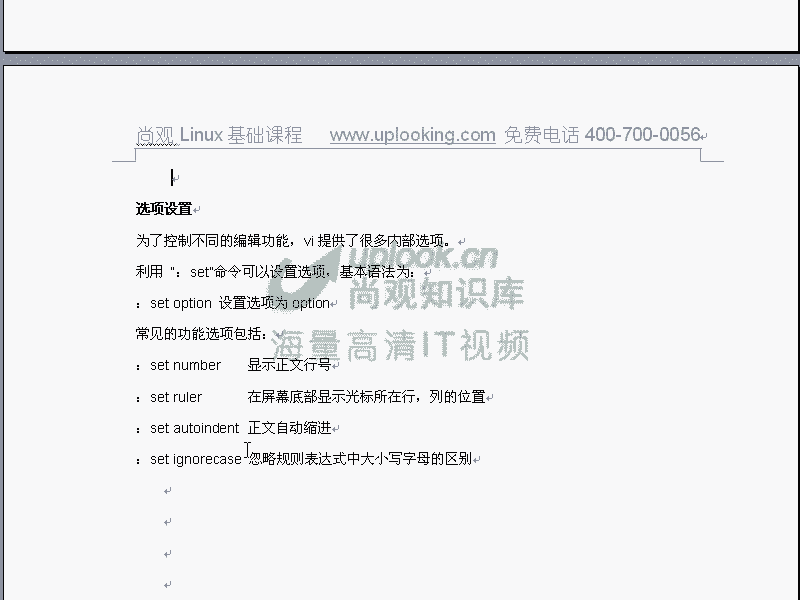 尚观 Linux 基础课程 www.uplooking.com 免费电话 400-700-0056
选项设置
为了控制不同的编辑功能，vi 提供了很多内部选项。
利用 “：set”命令可以设置选项，基本语法为：
：set option 设置选项为 option
常见的功能选项包括：
：set number 显示正文行号
：set ruler 在屏幕底部显示光标所在行，列的位置
：set autoindent 正文自动缩进
：set ignorecase 忽略规则表达式中大小写字母的区别
uplook.cn
尚观知识库
海量高清IT视频